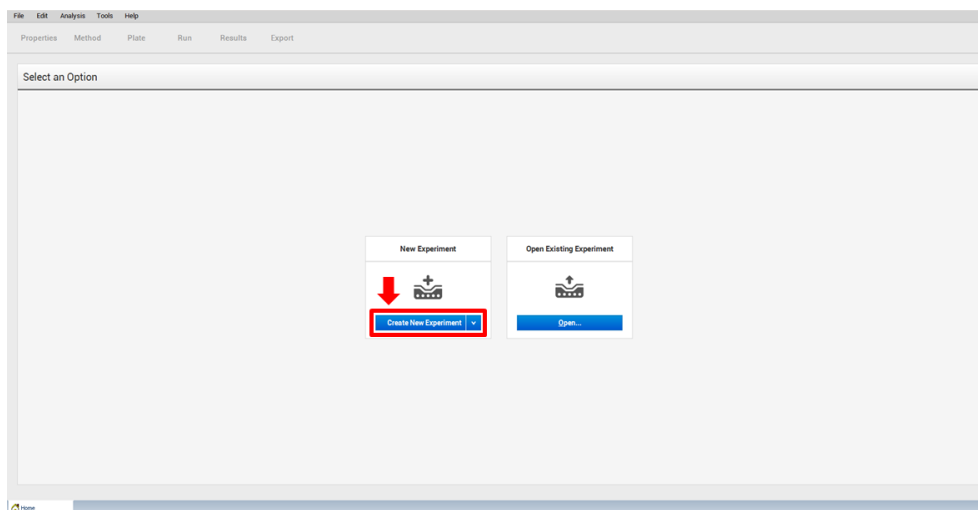 File Edit Analysis Tools Help
Properties Method Plate Run Results Export
Select an Option
New Experiment
Open Existing Experiment
Create New Experiment
Open...
Home